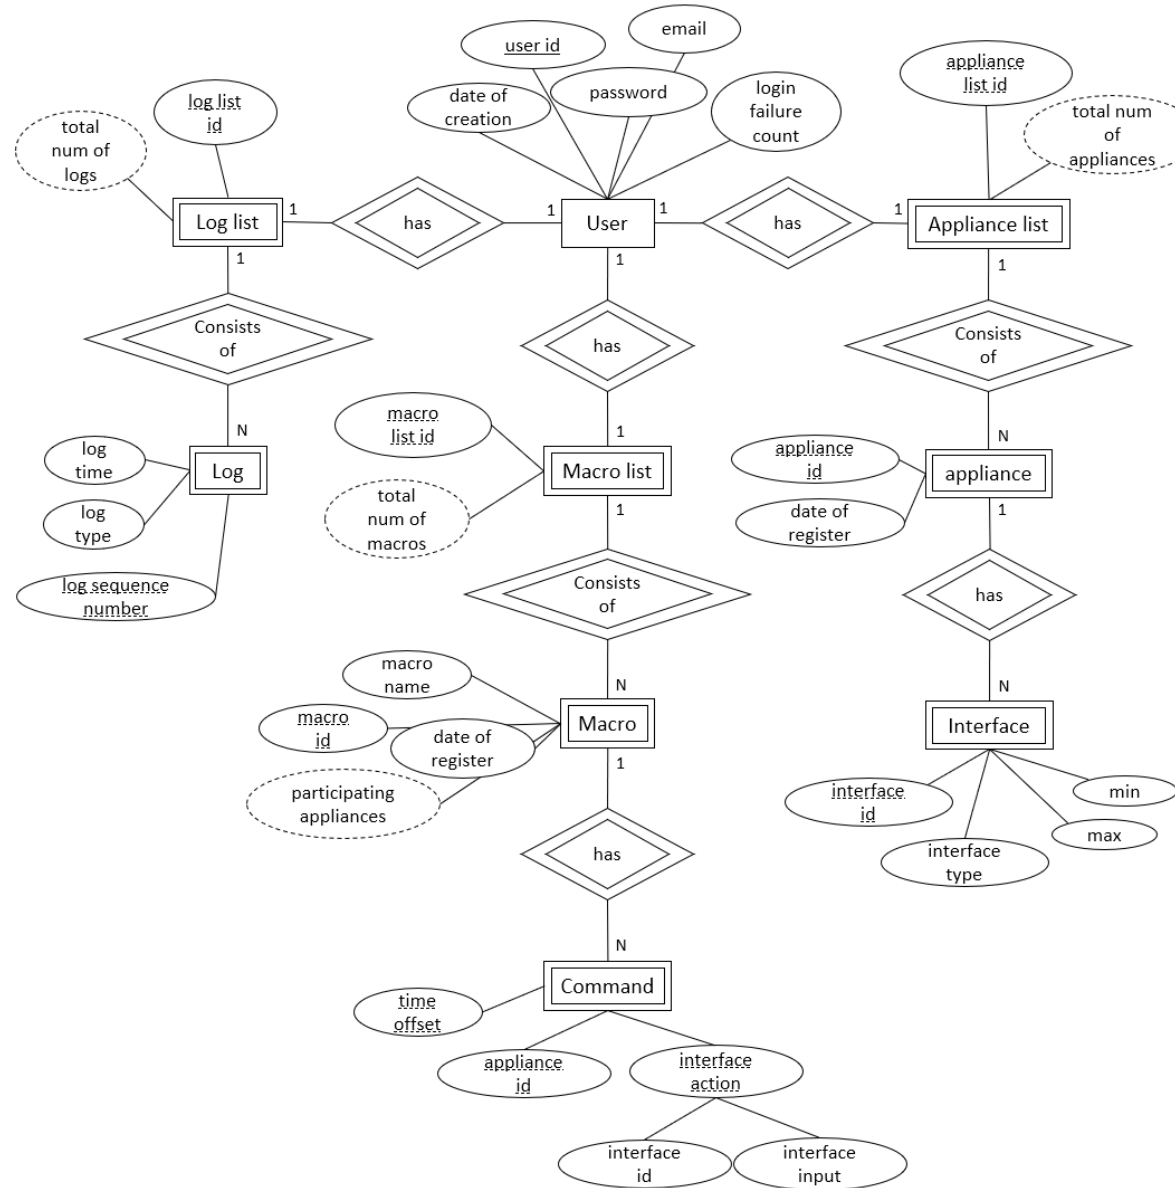 email
user id
appliance
list id
log list
id
date of
creation
password
login
failure
count
total num
of
appliances
total
num of
logs
Log list
1
has
1
User
1
has
1
Appliance list
1
1
1
Consists
of
has
Consists
of
N
1
N
log
time
Log
macro
list id
Macro list
appliance
id
appliance
log
type
total
num of
macros
1
date of
register
1
log sequence
number
Consists
of
has
macro
name
N
N
macro
id
date of
register
Macro
Interface
participating
appliances
1
interface
id
min
max
has
interface
type
N
time
offset
Command
appliance
id
interface
action
interface
id
interface
input